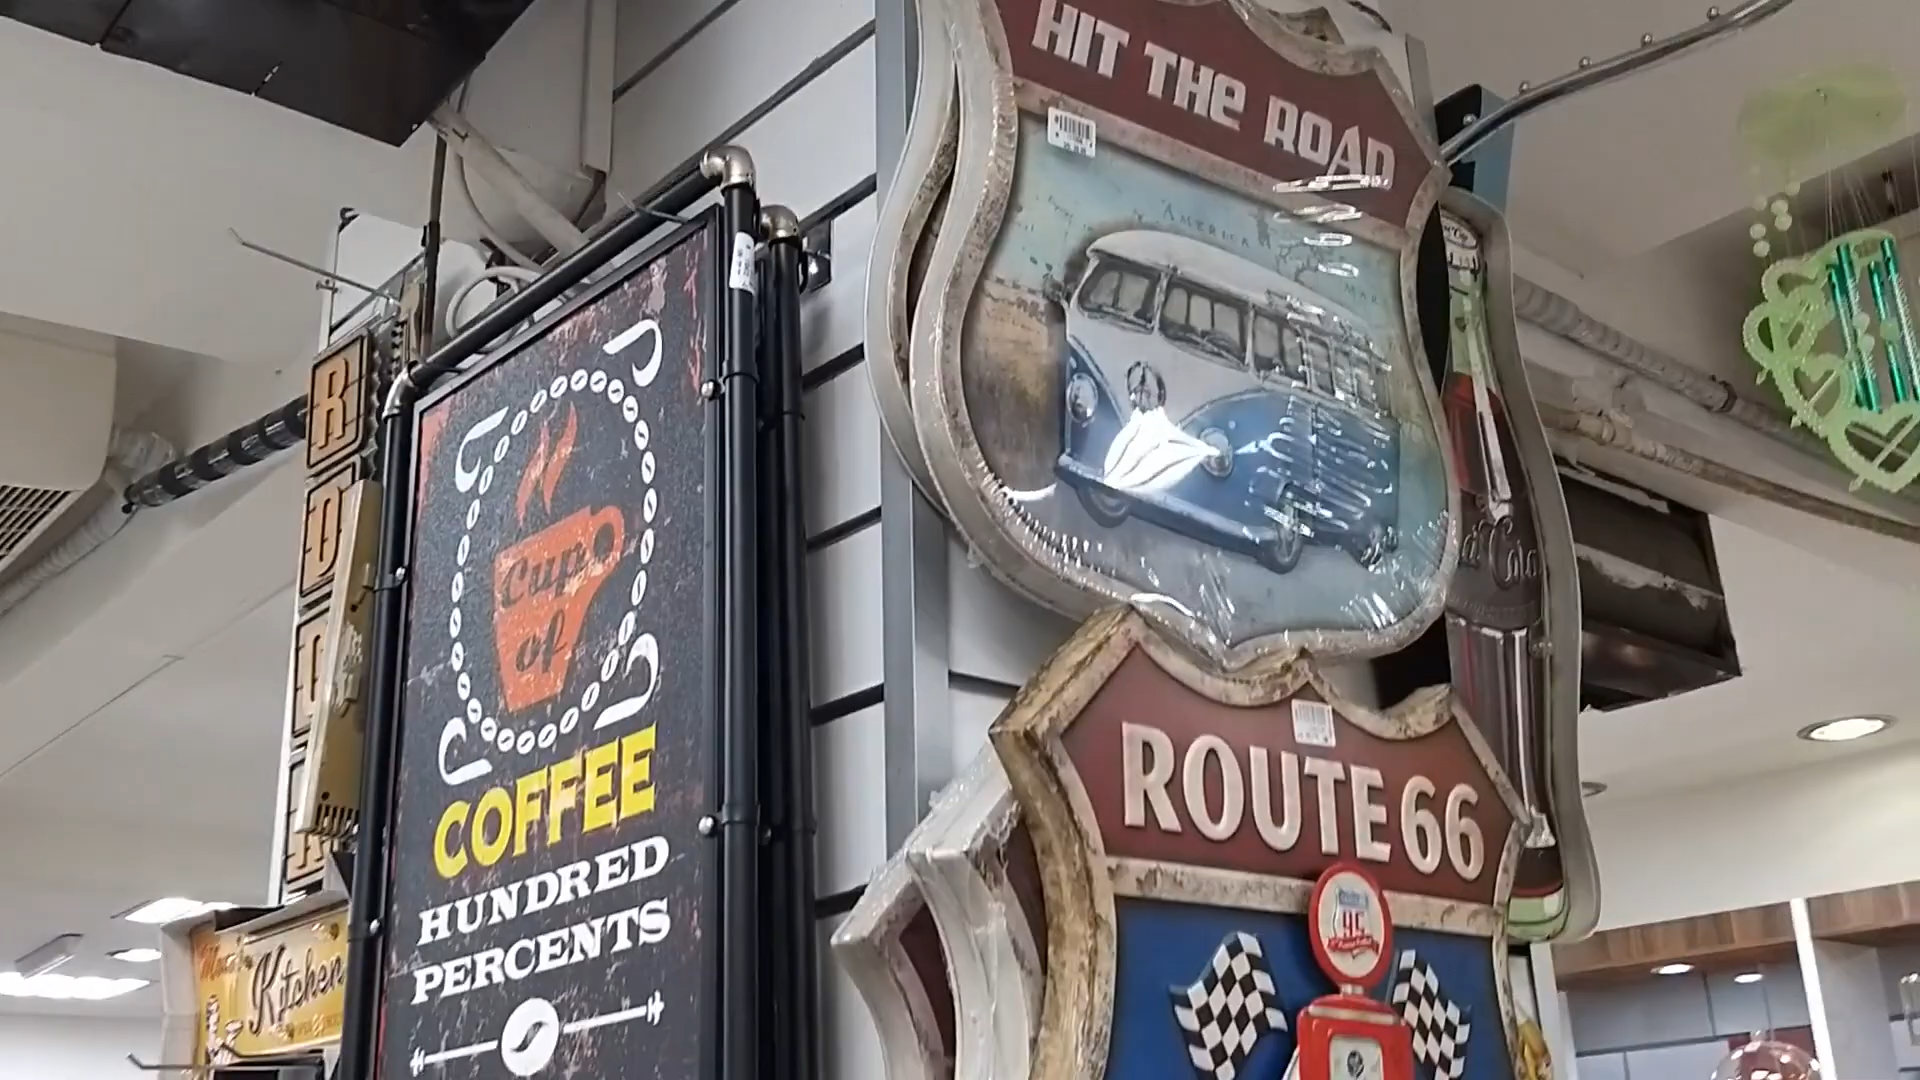 HIT THE ROAD
AMERICA
Cup
of
COFFEE
HUNDRED
PERCENTS
ROUTE 66
Kitchen